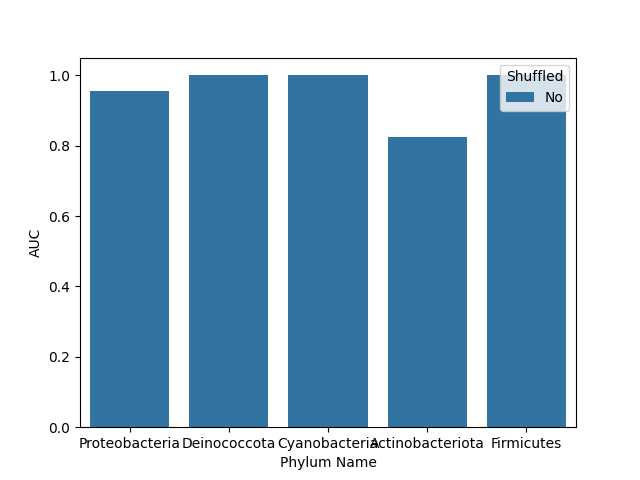 Shuffled
No
AUC
1.0
0.8
0.6
0.4
0.2
0.0
Proteobacteria Deinococcota Cyanobacteria Actinobacteriota Firmicutes
Phylum Name